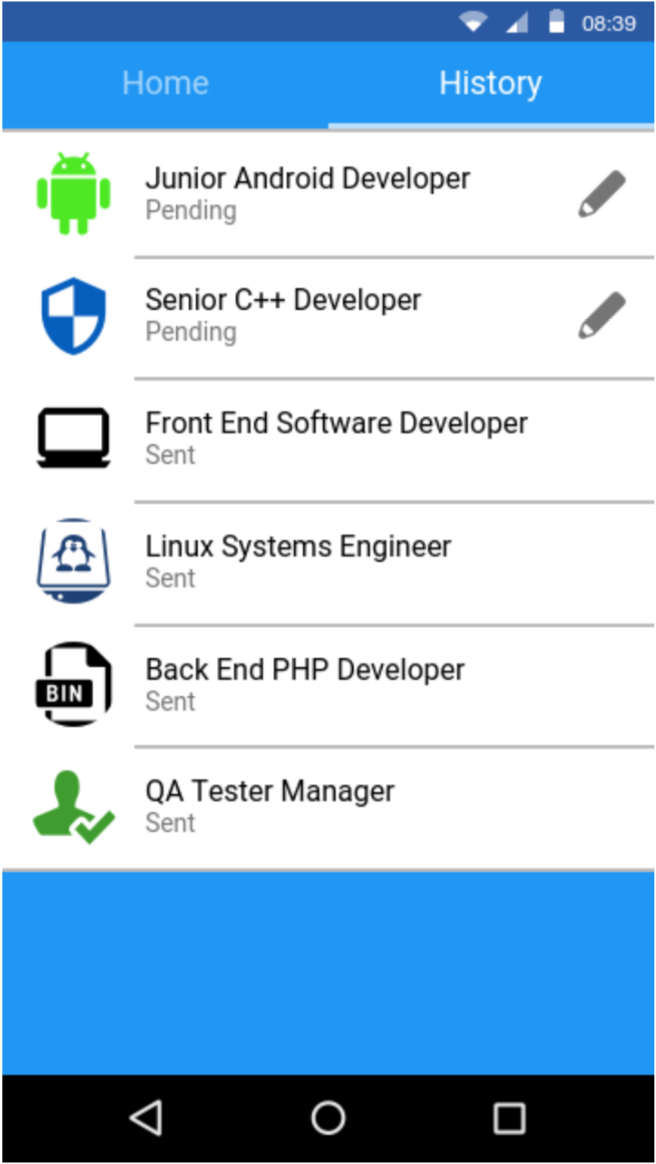 08:39
Home History
Junior Android Developer
Pending
Senior C++ Developer
Pending
Front End Software Developer
Sent
Linux Systems Engineer
Sent
BIN
Back End PHP Developer
Sent
QA Tester Manager
Sent